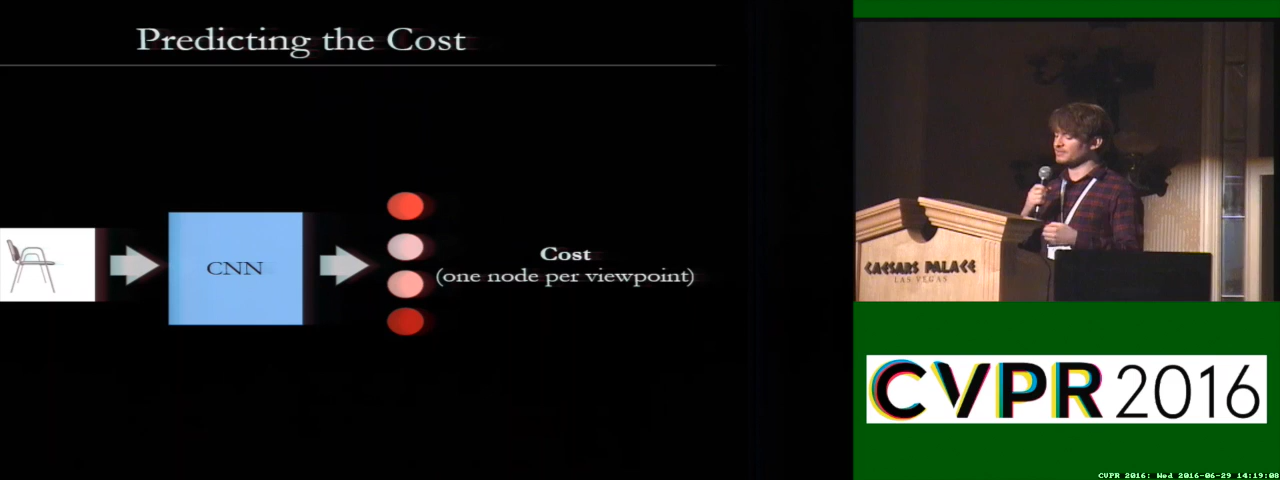 Predicting the Cost
CNN
Cost
(one node per viewpoint)
CAESARS PALACE
LAS VEGAS
CVPR 2016
CVPR 2016: Wed 2016-06-29 14:19:08